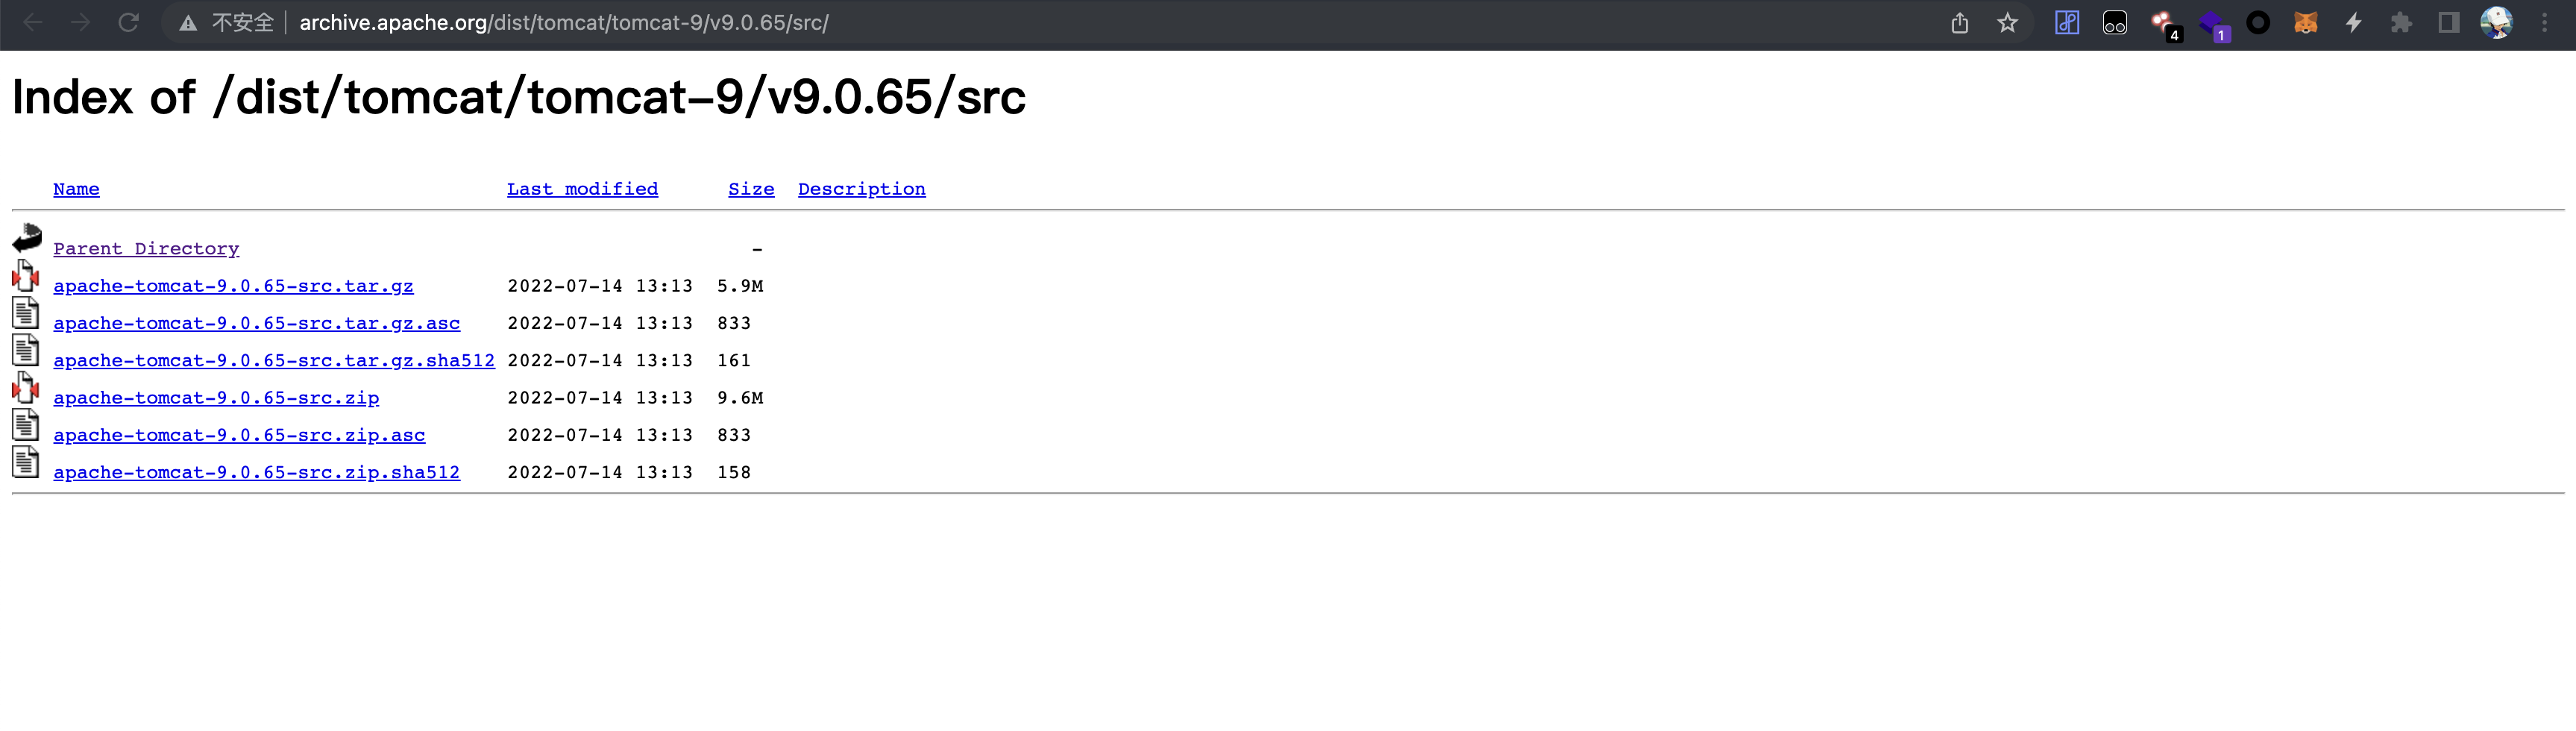 不安全 archive.apache.org/dist/tomcat/tomcat-9/v9.0.65/src/ 4 1
Index of /dist/tomcat/tomcat-9/v9.0.65/src
Name Last modified Size Description
Parent Directory -
apache-tomcat-9.0.65-src.tar.gz 2022-07-14 13:13 5.9M
apache-tomcat-9.0.65-src.tar.gz.asc 2022-07-14 13:13 833
apache-tomcat-9.0.65-src.tar.gz.sha512 2022-07-14 13:13 161
apache-tomcat-9.0.65-src.zip 2022-07-14 13:13 9.6M
apache-tomcat-9.0.65-src.zip.asc 2022-07-14 13:13 833
apache-tomcat-9.0.65-src.zip.sha512 2022-07-14 13:13 158